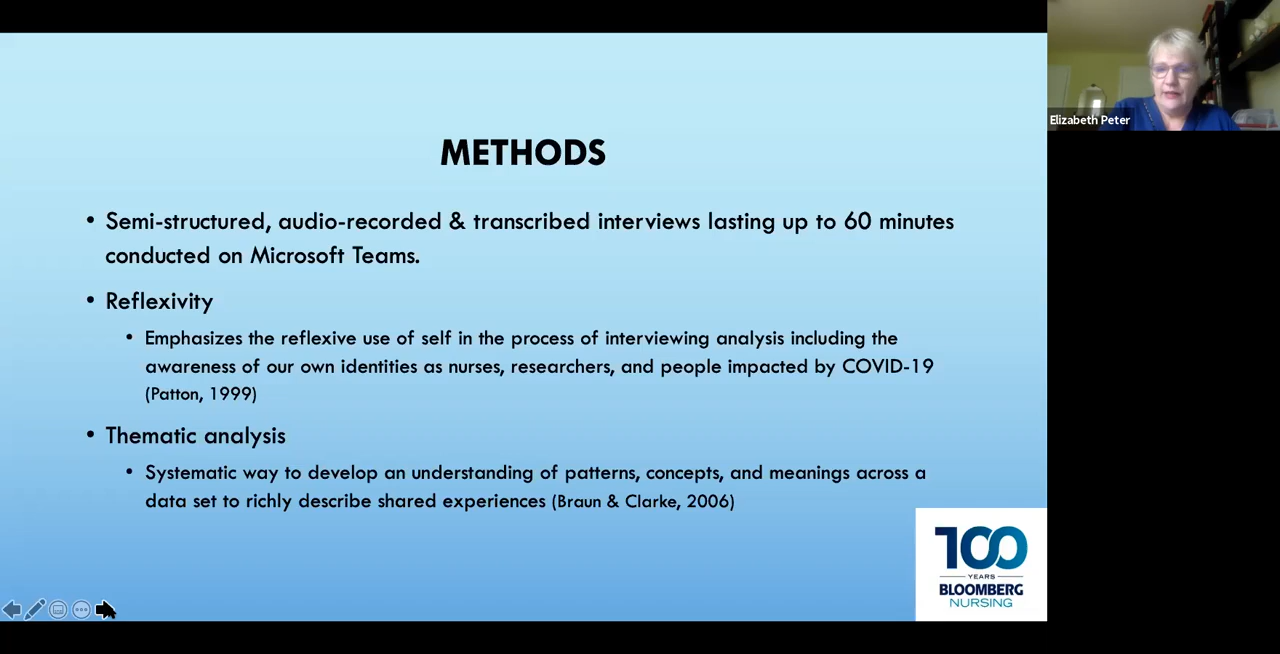 METHODS
• Semi-structured, audio-recorded & transcribed interviews lasting up to 60 minutes
conducted on Microsoft Teams.
• Reflexivity
• Emphasizes the reflexive use of self in the process of interviewing analysis including the
awareness of our own identities as nurses, researchers, and people impacted by COVID-19
(Patton, 1999)
• Thematic analysis
• Systematic way to develop an understanding of patterns, concepts, and meanings across a
data set to richly describe shared experiences (Braun & Clarke, 2006)
100
YEARS
BLOOMBERG
NURSING
Elizabeth Peter